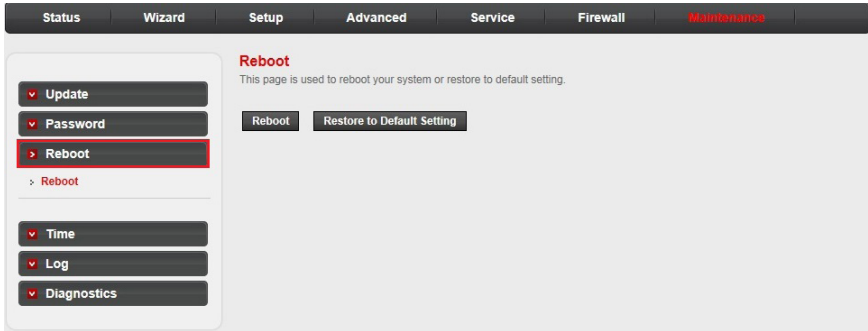 Status Wizard Setup Advanced Service Firewall Maintenance
Update
Password
Reboot
Reboot
Time
Log
Diagnostics
Reboot
This page is used to reboot your system or restore to default setting.
Reboot Restore to Default Setting